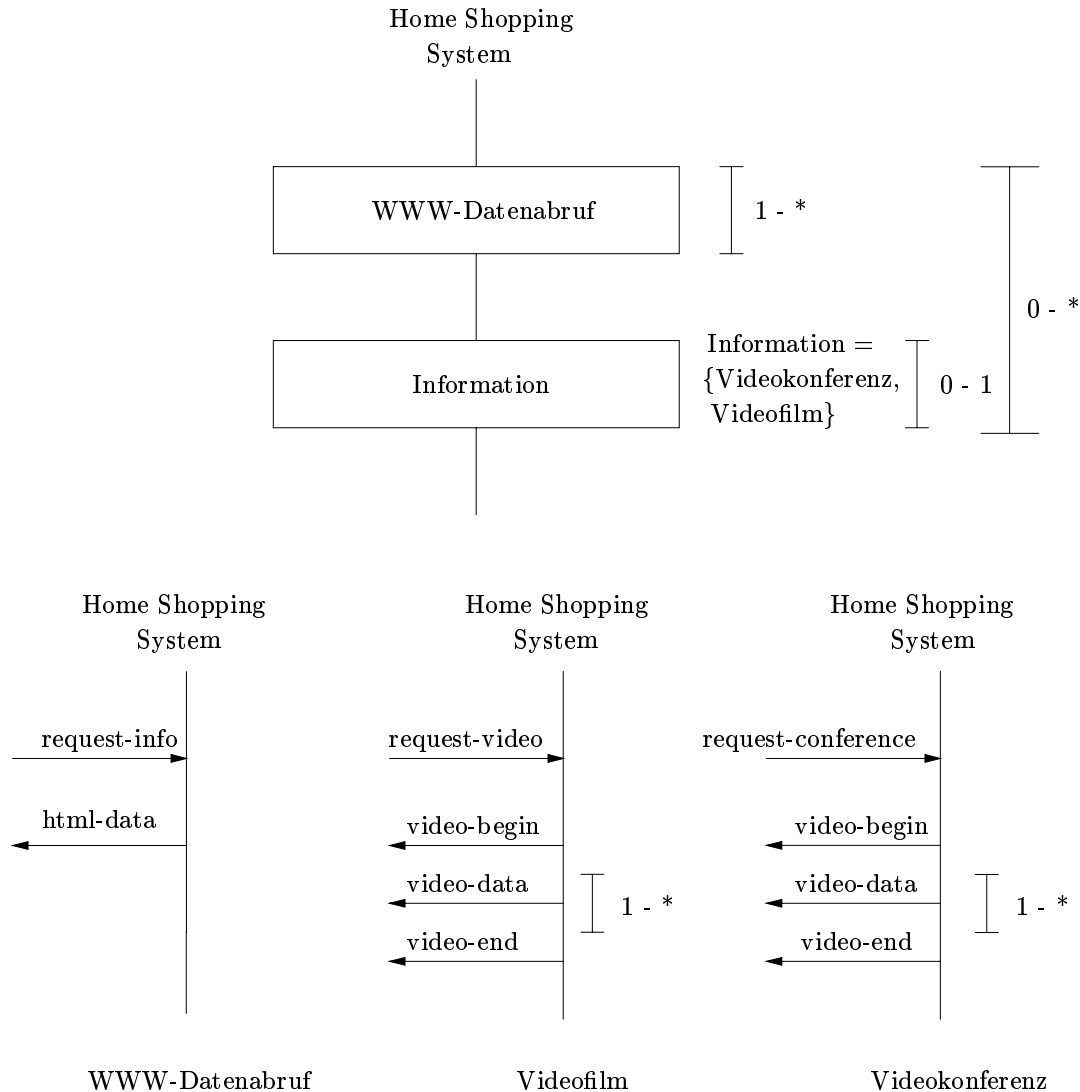 Home Shopping
System
WWW-Datenabruf
1 - *
0 - *
Information
Information =
{Videokonferenz,
Videofilm}
0 - 1
Home Shopping
System
request-info
html-data
WWW-Datenabruf
Home Shopping
System
request-video
video-begin
video-data
1 - *
video-end
Videofilm
Home Shopping
System
request-conference
video-begin
video-data
1 - *
video-end
Videokonferenz